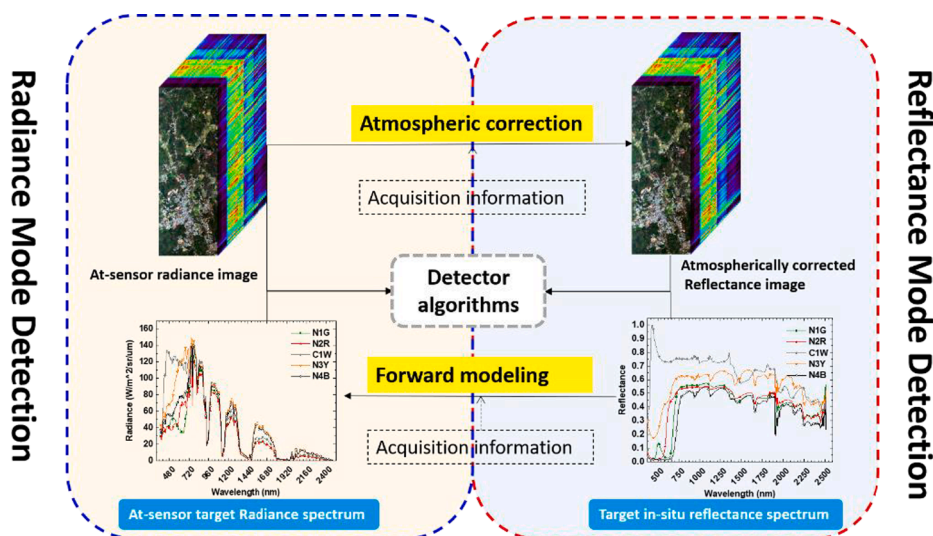 Radiance Mode Detection
Atmospheric correction
Acquisition information
At-sensor radiance image
Atmospherically corrected
Reflectance image
Detector
algorithms
Forward modeling
Acquisition information
Radiance (Wm^2/sr/um)
160
140
120
100
80
60
40
20
0
N1G
N2R
C1W
N3Y
N4B
480 720 960 1200 1440 1680 1920 2160 2400
Wavelength (nm)
At-sensor target Radiance spectrum
Reflectance
1.0
0.9
0.8
0.7
0.6
0.5
0.4
0.3
0.2
0.1
0.0
N1G
N2R
C1W
N3Y
N4B
500 750 1000 1250 1500 1750 2000 2250 2500
Wavelength (nm)
Target in-situ reflectance spectrum
Reflectance Mode Detection